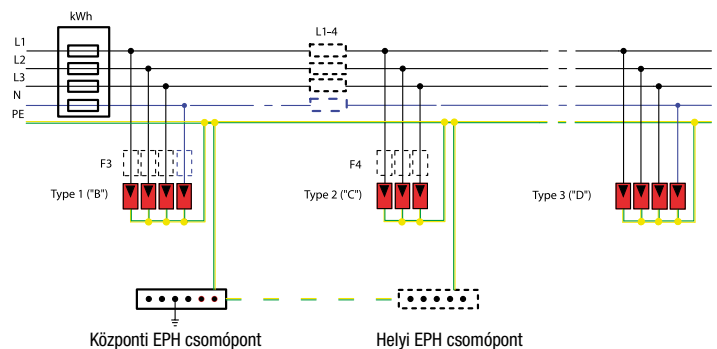 kWh
L1-4
L1
L2
L3
N
PE
F3
F4
Type 1 ("B")
Type 2 ("C")
Type 3 ("D")
Központi EPH csomópont
Helyi EPH csomópont